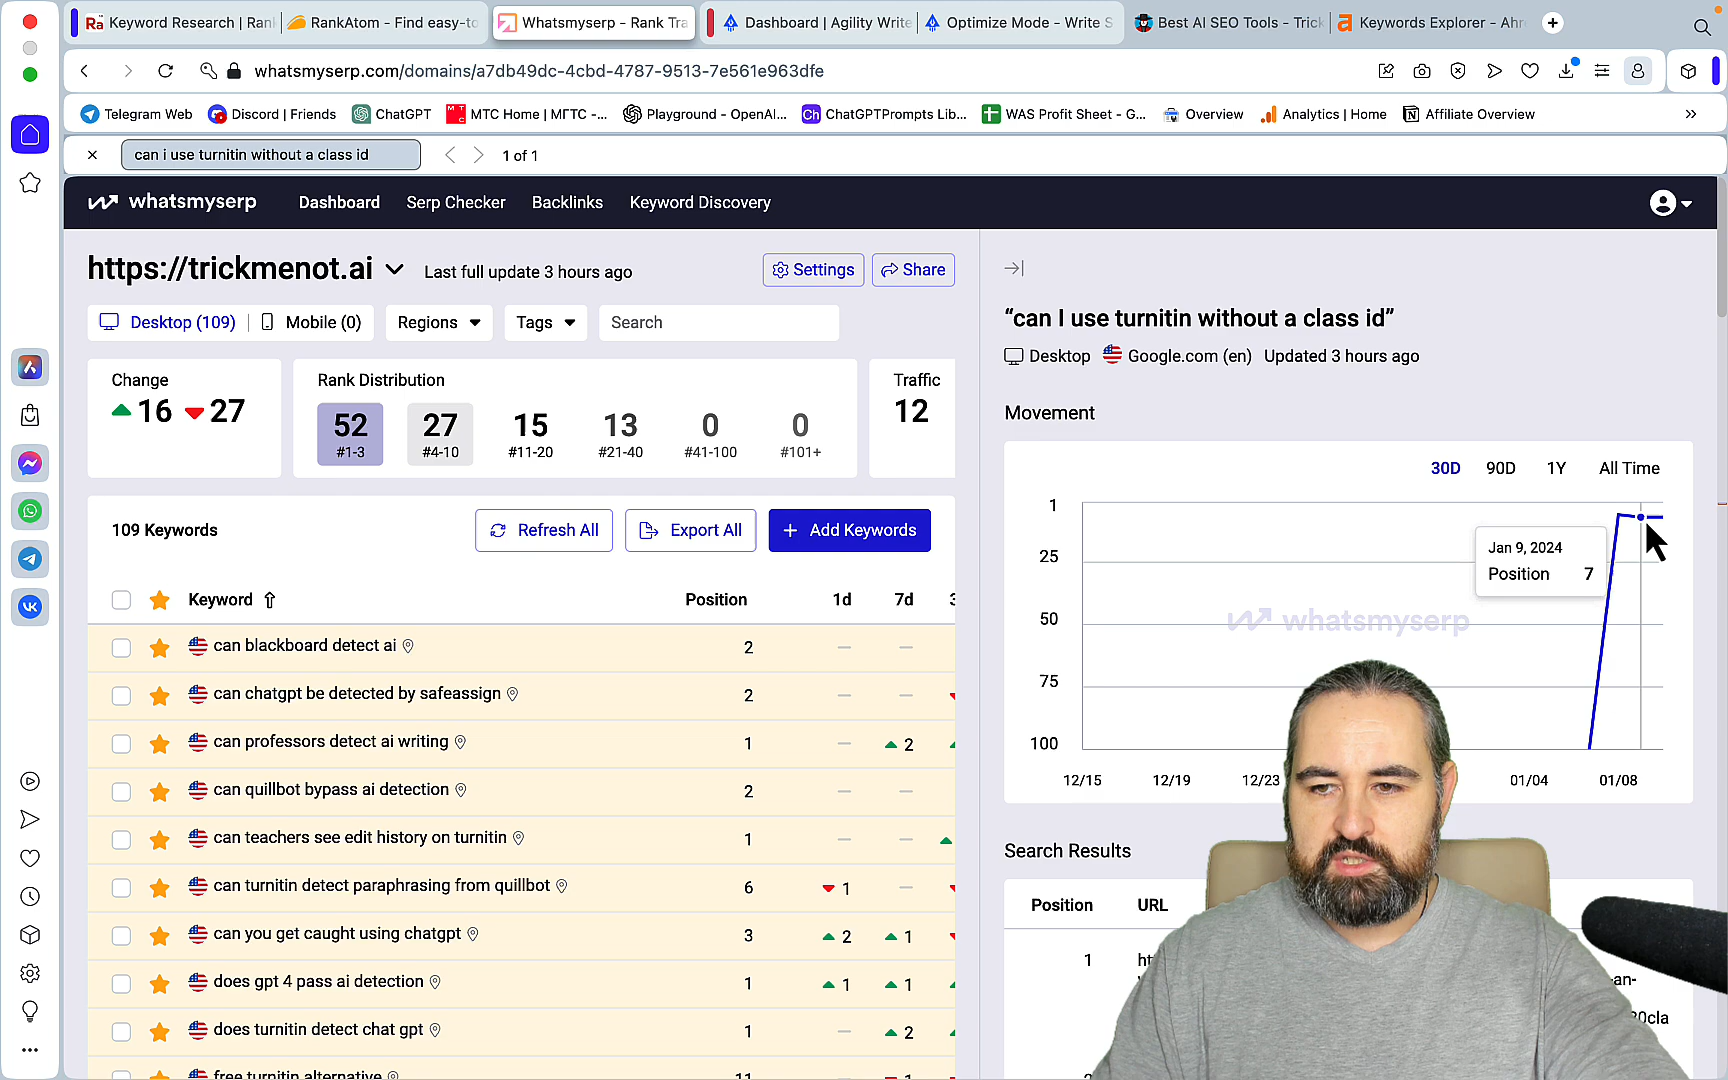 Keyword Research | Ran
RankAtom - Find easy-to
Whatsmyserp - Rank Tra
Dashboard | Agility Write
Optimize Mode - Write S
Best AI SEO Tools - Trick
Keywords Explorer - Ahr
whatsmyserp.com/domains/a7db49dc-4cbd-4787-9513-7e561e963dfe
Telegram Web
Discord | Friends
ChatGPT
МТС Home | МГТС -...
Playground - OpenAI...
ChatGPTPrompts Lib...
WAS Profit Sheet - G...
Overview
Analytics | Home
Affiliate Overview
can i use turnitin without a class id
1 of 1
whatsmyserp
Dashboard
Serp Checker
Backlinks
Keyword Discovery
https://trickmenot.ai
Last full update 3 hours ago
Settings
Share
Desktop (109)
Mobile (0)
Regions
Tags
Search
Change
16
27
Rank Distribution
52
27
15
13
0
0
#1-3
#4-10
#11-20
#21-40
#41-100
#101+
Traffic
12
109 Keywords
Refresh All
Export All
+ Add Keywords
Keyword
Position
1d
7d
can blackboard detect ai 2 — —
can chatgpt be detected by safeassign 2 — —
can professors detect ai writing 1 — 2
can quillbot bypass ai detection 2 — —
can teachers see edit history on turnitin 1 — —
can turnitin detect paraphrasing from quillbot 6 1 —
can you get caught using chatgpt 3 2 1
does gpt 4 pass ai detection 1 1 1
does turnitin detect chat gpt 1 — 2
free turnitin alternative 11
“can I use turnitin without a class id”
Desktop
Google.com (en)
Updated 3 hours ago
Movement
30D
90D
1Y
All Time
1
25
50
75
100
Jan 9, 2024
Position 7
whatsmyserp
12/15
12/19
12/23
01/04
01/08
Search Results
Position
URL
1